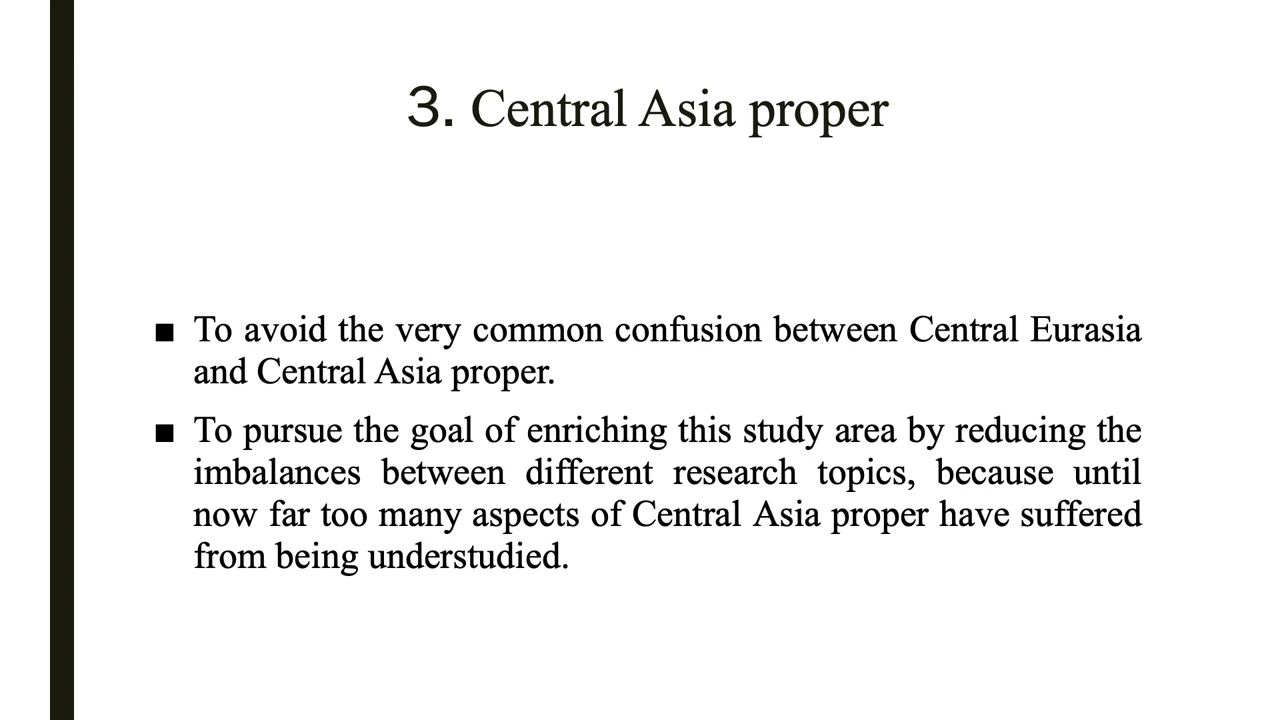 3. Central Asia proper
■ To avoid the very common confusion between Central Eurasia
and Central Asia proper.
■ To pursue the goal of enriching this study area by reducing the
imbalances between different research topics, because until
now far too many aspects of Central Asia proper have suffered
from being understudied.